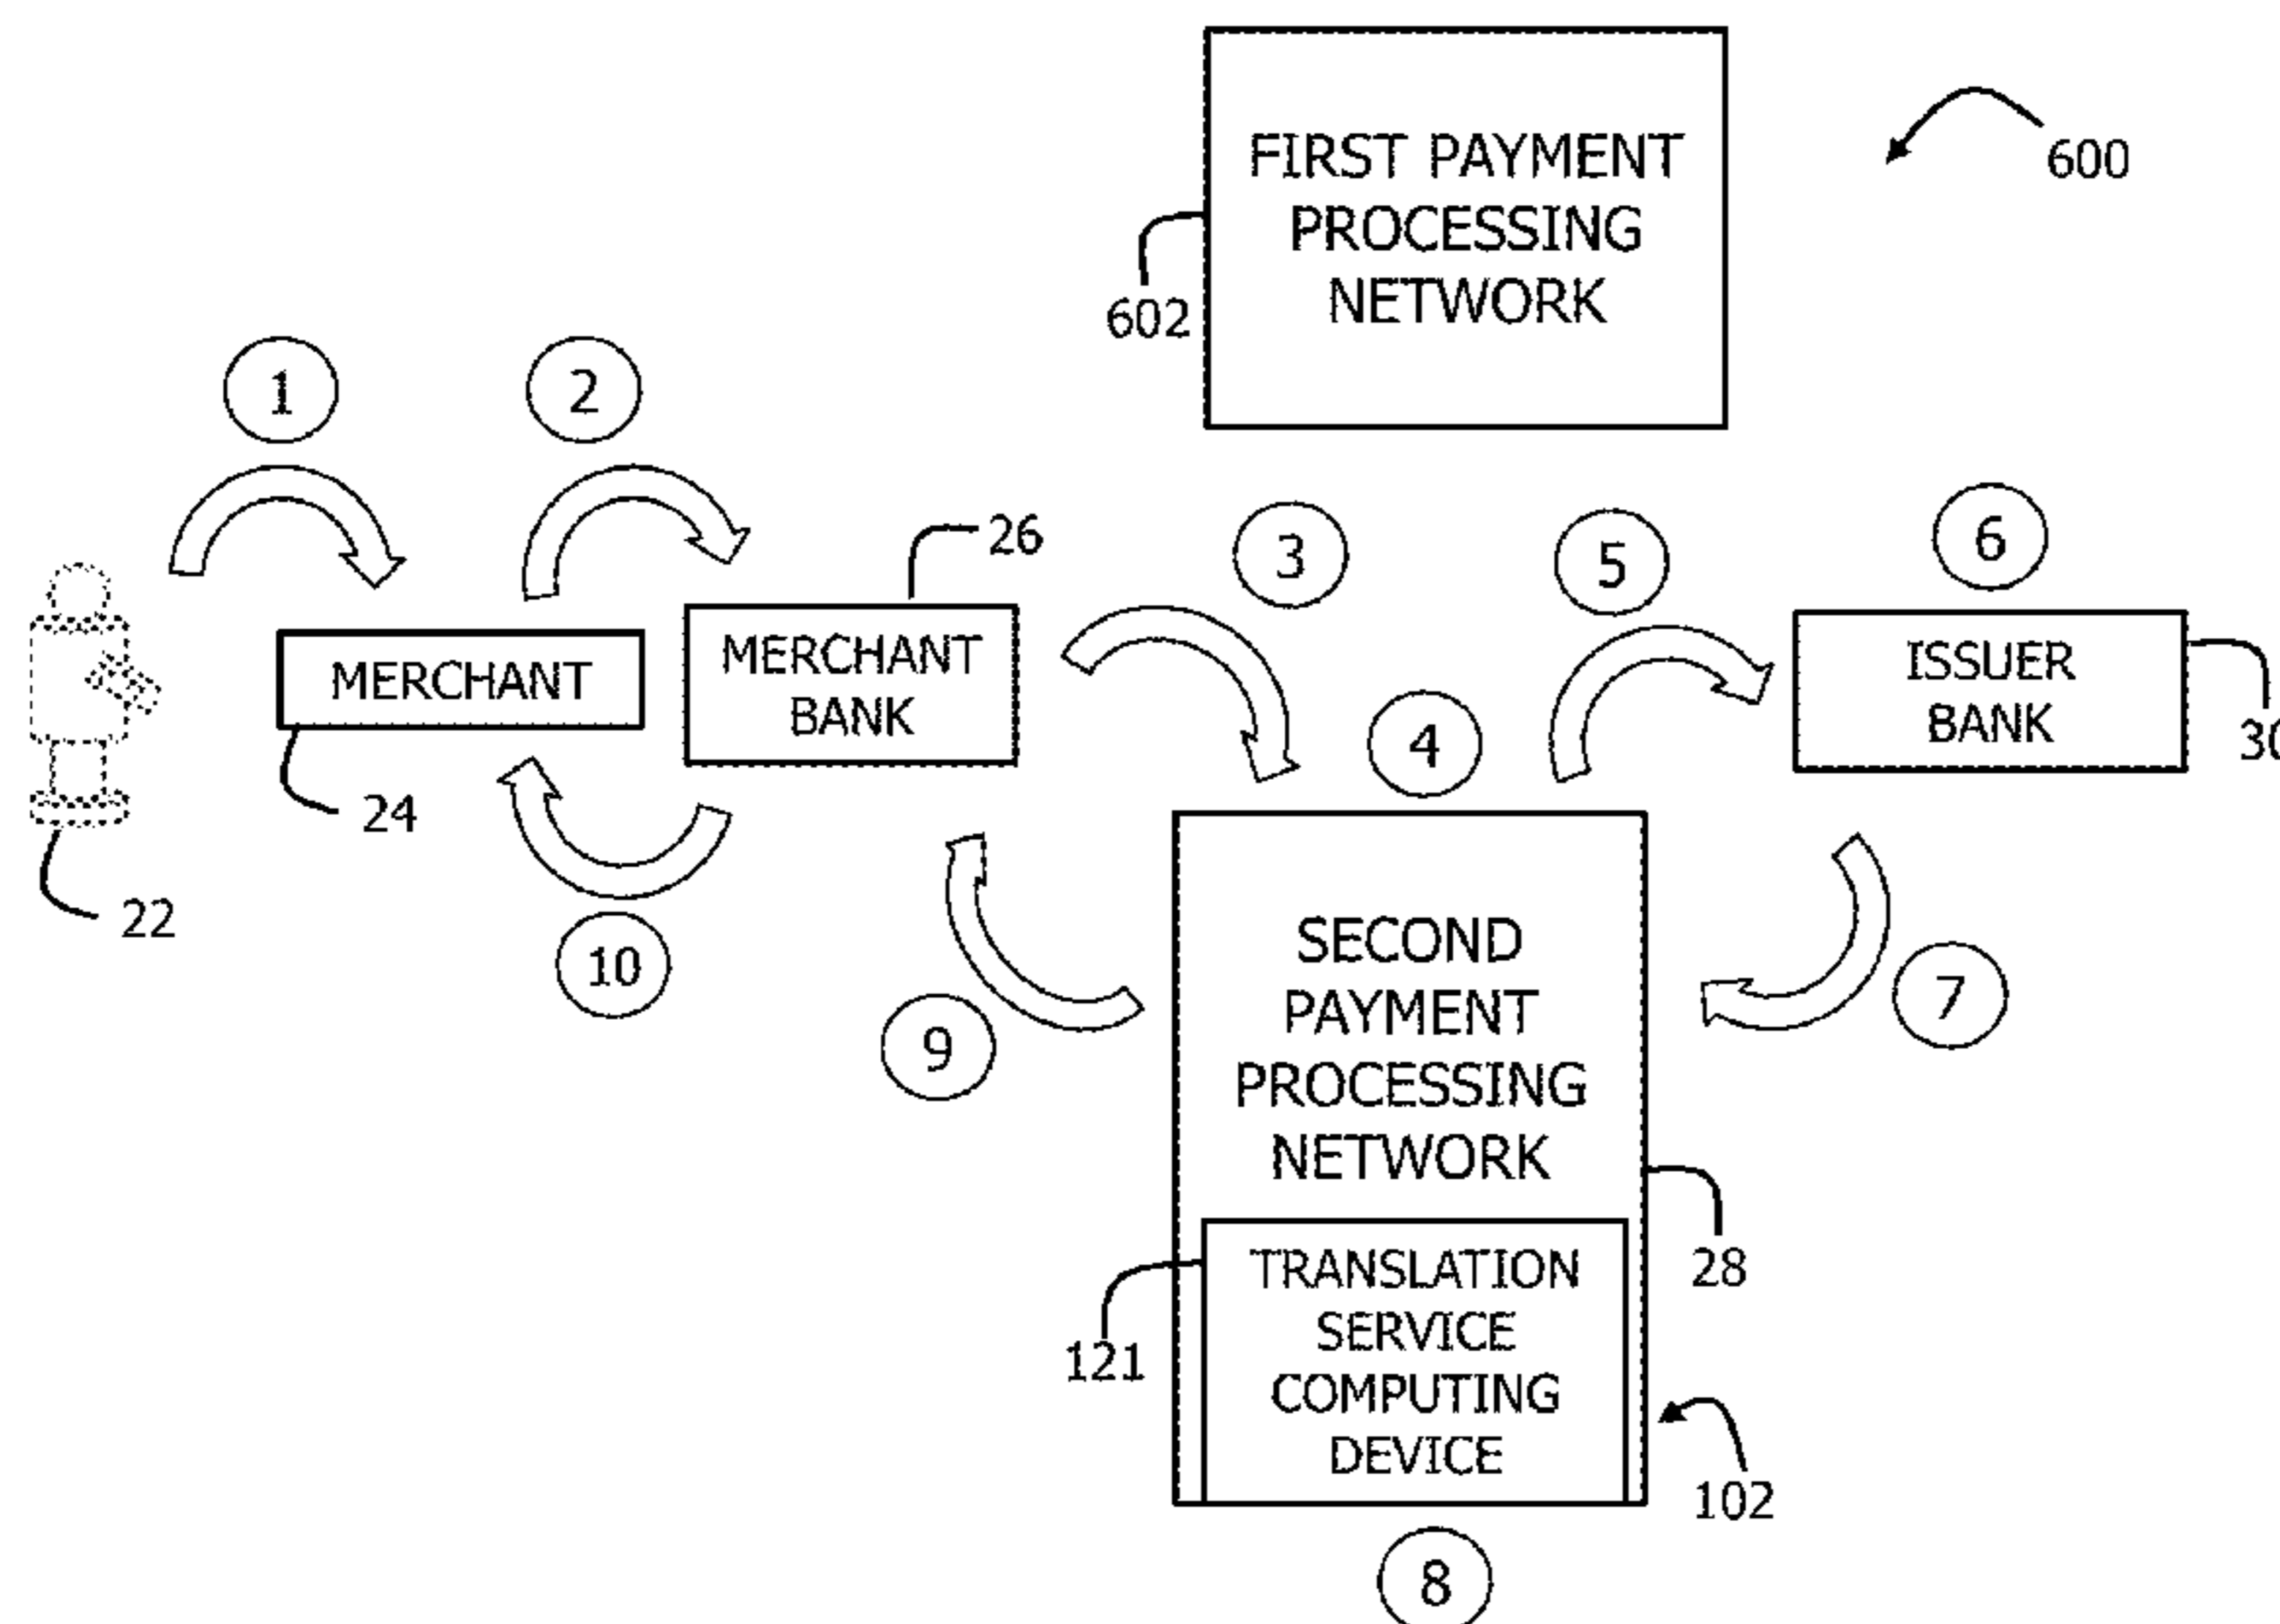 FIRST PAYMENT
PROCESSING
NETWORK
600
602
1
2
3
5
6
26
MERCHANT
MERCHANT
BANK
ISSUER
BANK
4
24
22
10
SECOND
PAYMENT
PROCESSING
NETWORK
7
9
28
TRANSLATION
SERVICE
COMPUTING
DEVICE
121
102
8